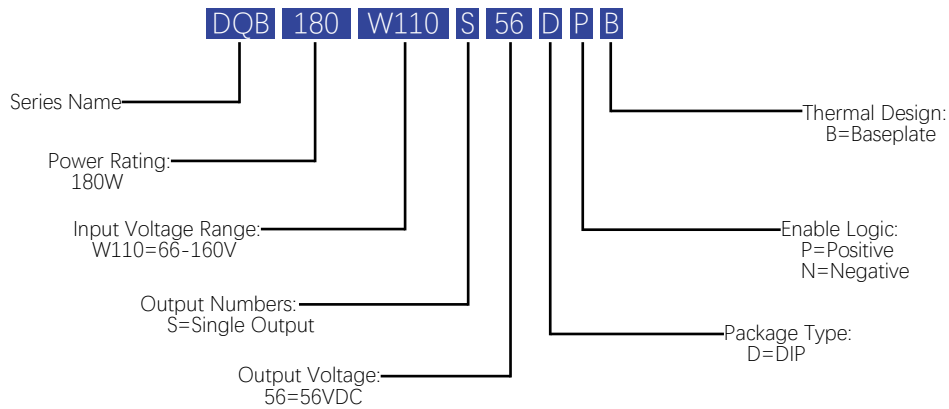 DQB 180 W110 S 56 D P B
Series Name
Thermal Design:
B=Baseplate
Power Rating:
180W
Input Voltage Range:
W110=66-160V
Enable Logic:
P=Positive
N=Negative
Output Numbers:
S=Single Output
Package Type:
D=DIP
Output Voltage:
56=56VDC